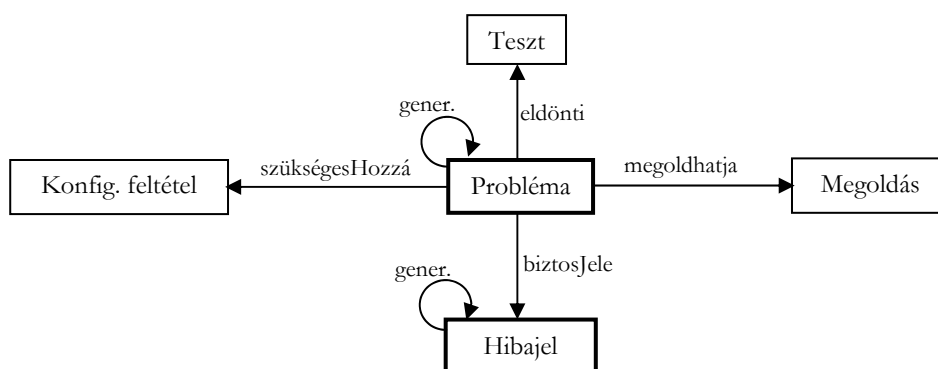 Teszt
gener.
eldönti
szükségesHozzá
megoldhatja
Konfig. feltétel
Probléma
Megoldás
gener.
biztosJele
Hibajel